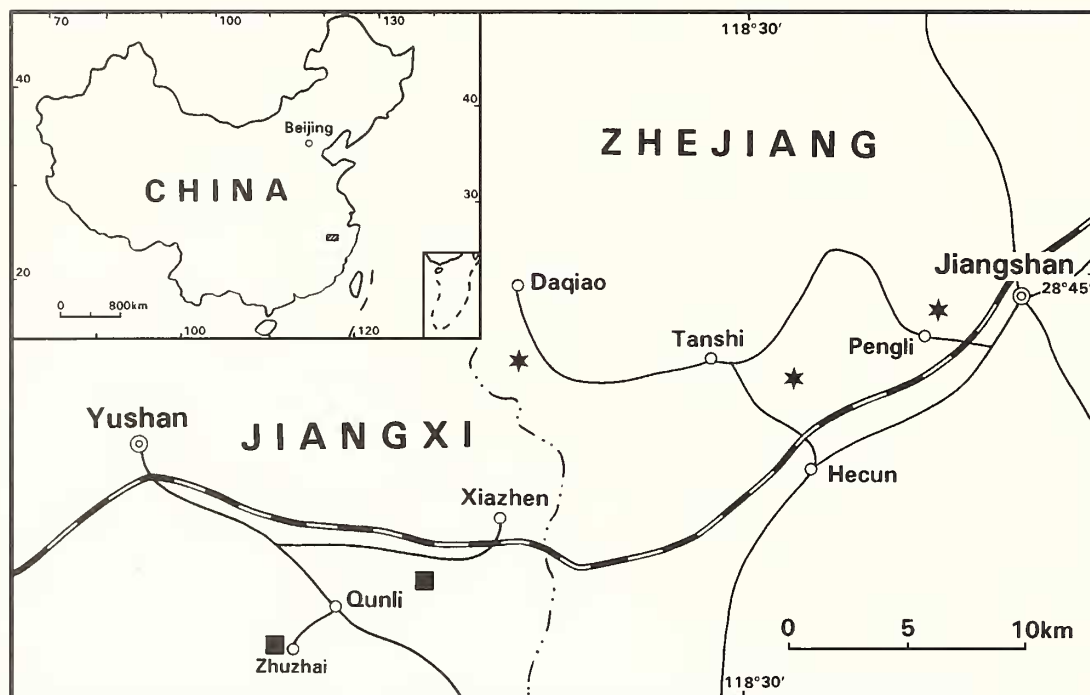 70 100 130
118°30'
40
40
Beijing
ZHEJIANG
CHINA
30
20
Jiangshan
28°45'
Daqiao
0 800km
100 120
Tanshi
Pengli
Yushan
JIANGXI
Hecun
Xiazhen
Qunli
0 5 10km
Zhuzhai
118°30'